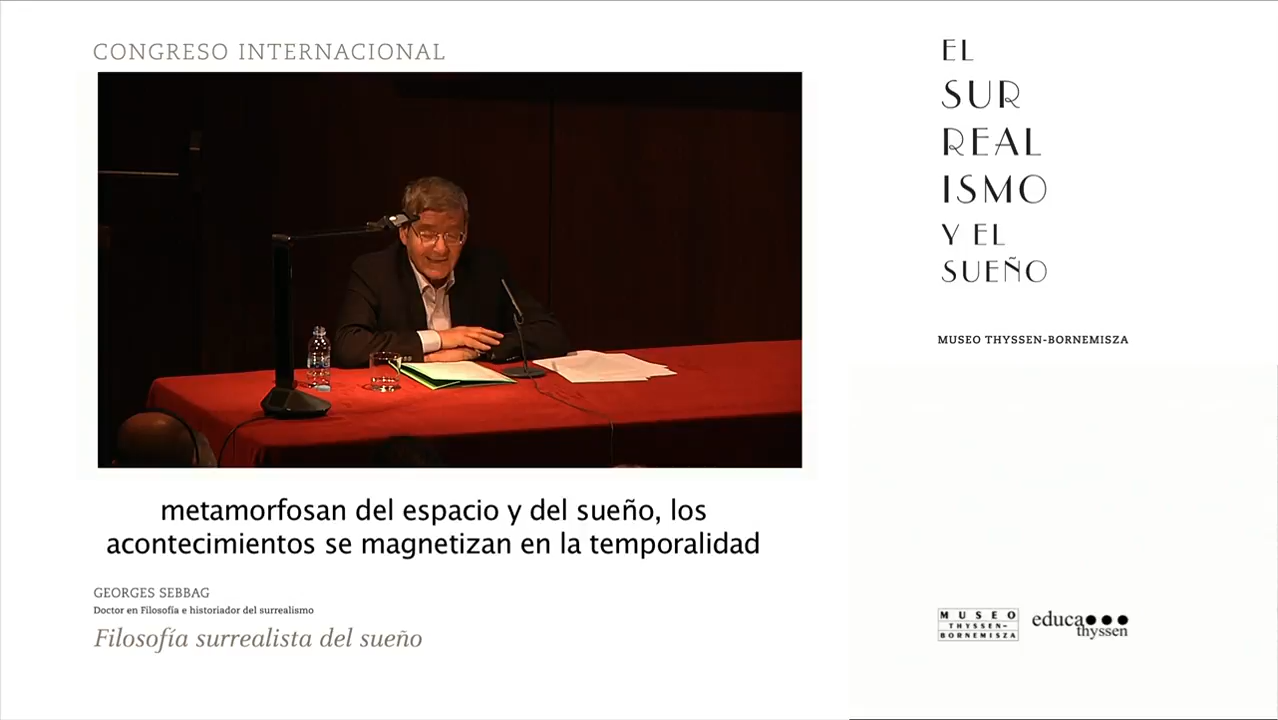 CONGRESO INTERNACIONAL
EL
SUR
REAL
ISMO
Y EL
SUEÑO
MUSEO THYSSEN-BORNEMISZA
metamorfosan del espacio y del sueño, los
acontecimientos se magnetizan en la temporalidad
GEORGES SEBBAG
Doctor en Filosofía e historiador del surrealismo
Filosofía surrealista del sueño
MUSEO
THYSSEN-
BORNEMISZA
educa
thyssen